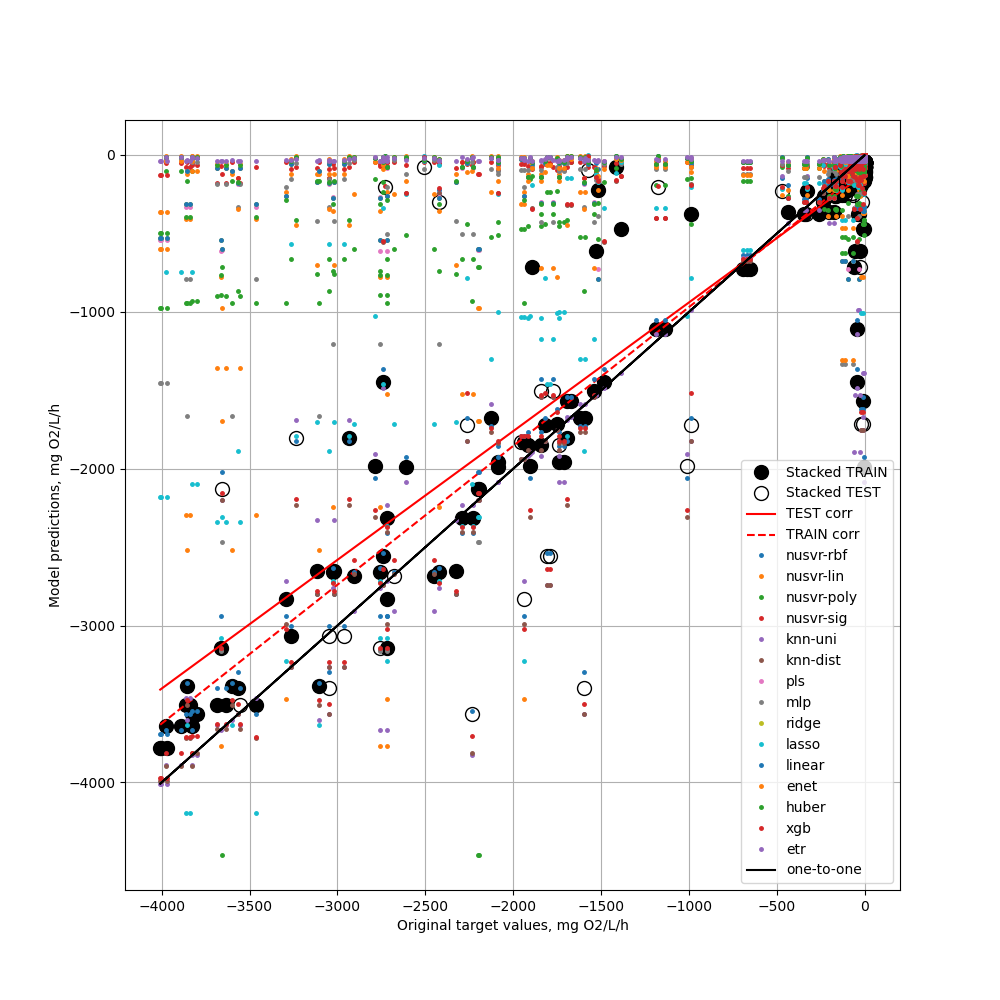 0
−1000
−2000
−3000
−4000
Model predictions, mg O2/L/h
−4000 −3500 −3000 −2500 −2000 −1500 −1000 −500 0
Original target values, mg O2/L/h
Stacked TRAIN
Stacked TEST
TEST corr
TRAIN corr
nusvr-rbf
nusvr-lin
nusvr-poly
nusvr-sig
knn-uni
knn-dist
pls
mlp
ridge
lasso
linear
enet
huber
xgb
etr
one-to-one